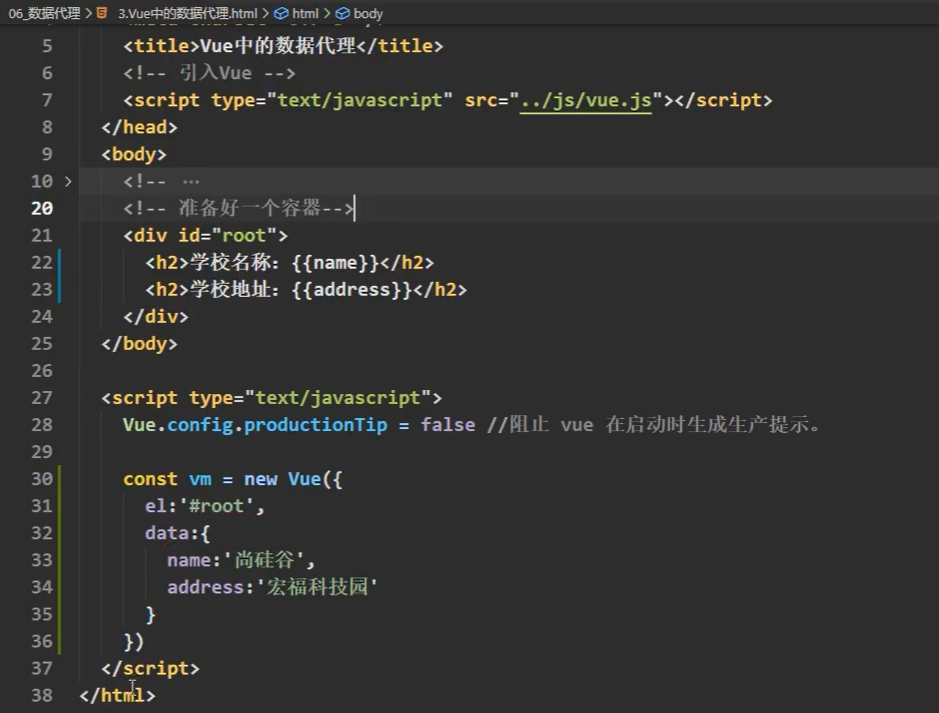 06_数据代理 > 3.Vue中的数据代理.html > html > body
5 <title>Vue中的数据代理</title>
6 <!-- 引入Vue -->
7 <script type="text/javascript" src="../js/vue.js"></script>
8 </head>
9 <body>
10 > <!-- ...
20 <!-- 准备好一个容器-->
21 <div id="root">
22 <h2>学校名称：{{name}}</h2>
23 <h2>学校地址：{{address}}</h2>
24 </div>
25 </body>
26
27 <script type="text/javascript">
28 Vue.config.productionTip = false //阻止 vue 在启动时生成生产提示。
29
30 const vm = new Vue({
31 el:'#root',
32 data:{
33 name:'尚硅谷',
34 address:'宏福科技园'
35 }
36 })
37 </script>
38 </html>